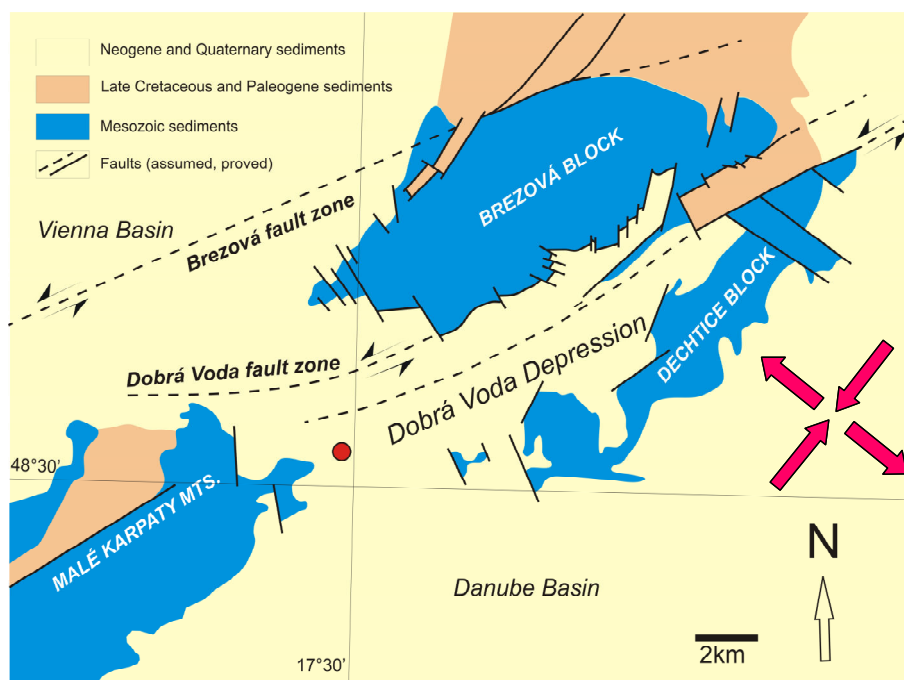 Neogene and Quaternary sediments
Late Cretaceous and Paleogene sediments
Mesozoic sediments
Faults (assumed, proved)
BREZOVÁ BLOCK
Vienna Basin
Brezová fault zone
DECHTICE BLOCK
Dobrá Voda fault zone
Dobrá Voda Depression
48°30'
MALÉ KARPATY MTS.
N
Danube Basin
2km
17°30'